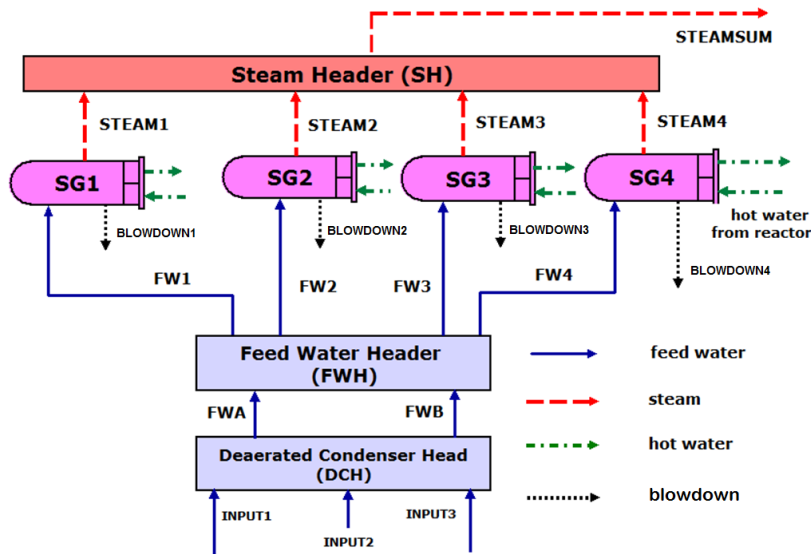 STEAMSUM
Steam Header (SH)
STEAM1
STEAM2
STEAM3
STEAM4
SG1
SG2
SG3
SG4
hot water
from reactor
BLOWDOWN1
BLOWDOWN2
BLOWDOWN3
BLOWDOWN4
FW1
FW2
FW3
FW4
Feed Water Header
(FWH)
feed water
FWA
FWB
steam
Deaerated Condenser Head
(DCH)
hot water
blowdown
INPUT1
INPUT2
INPUT3